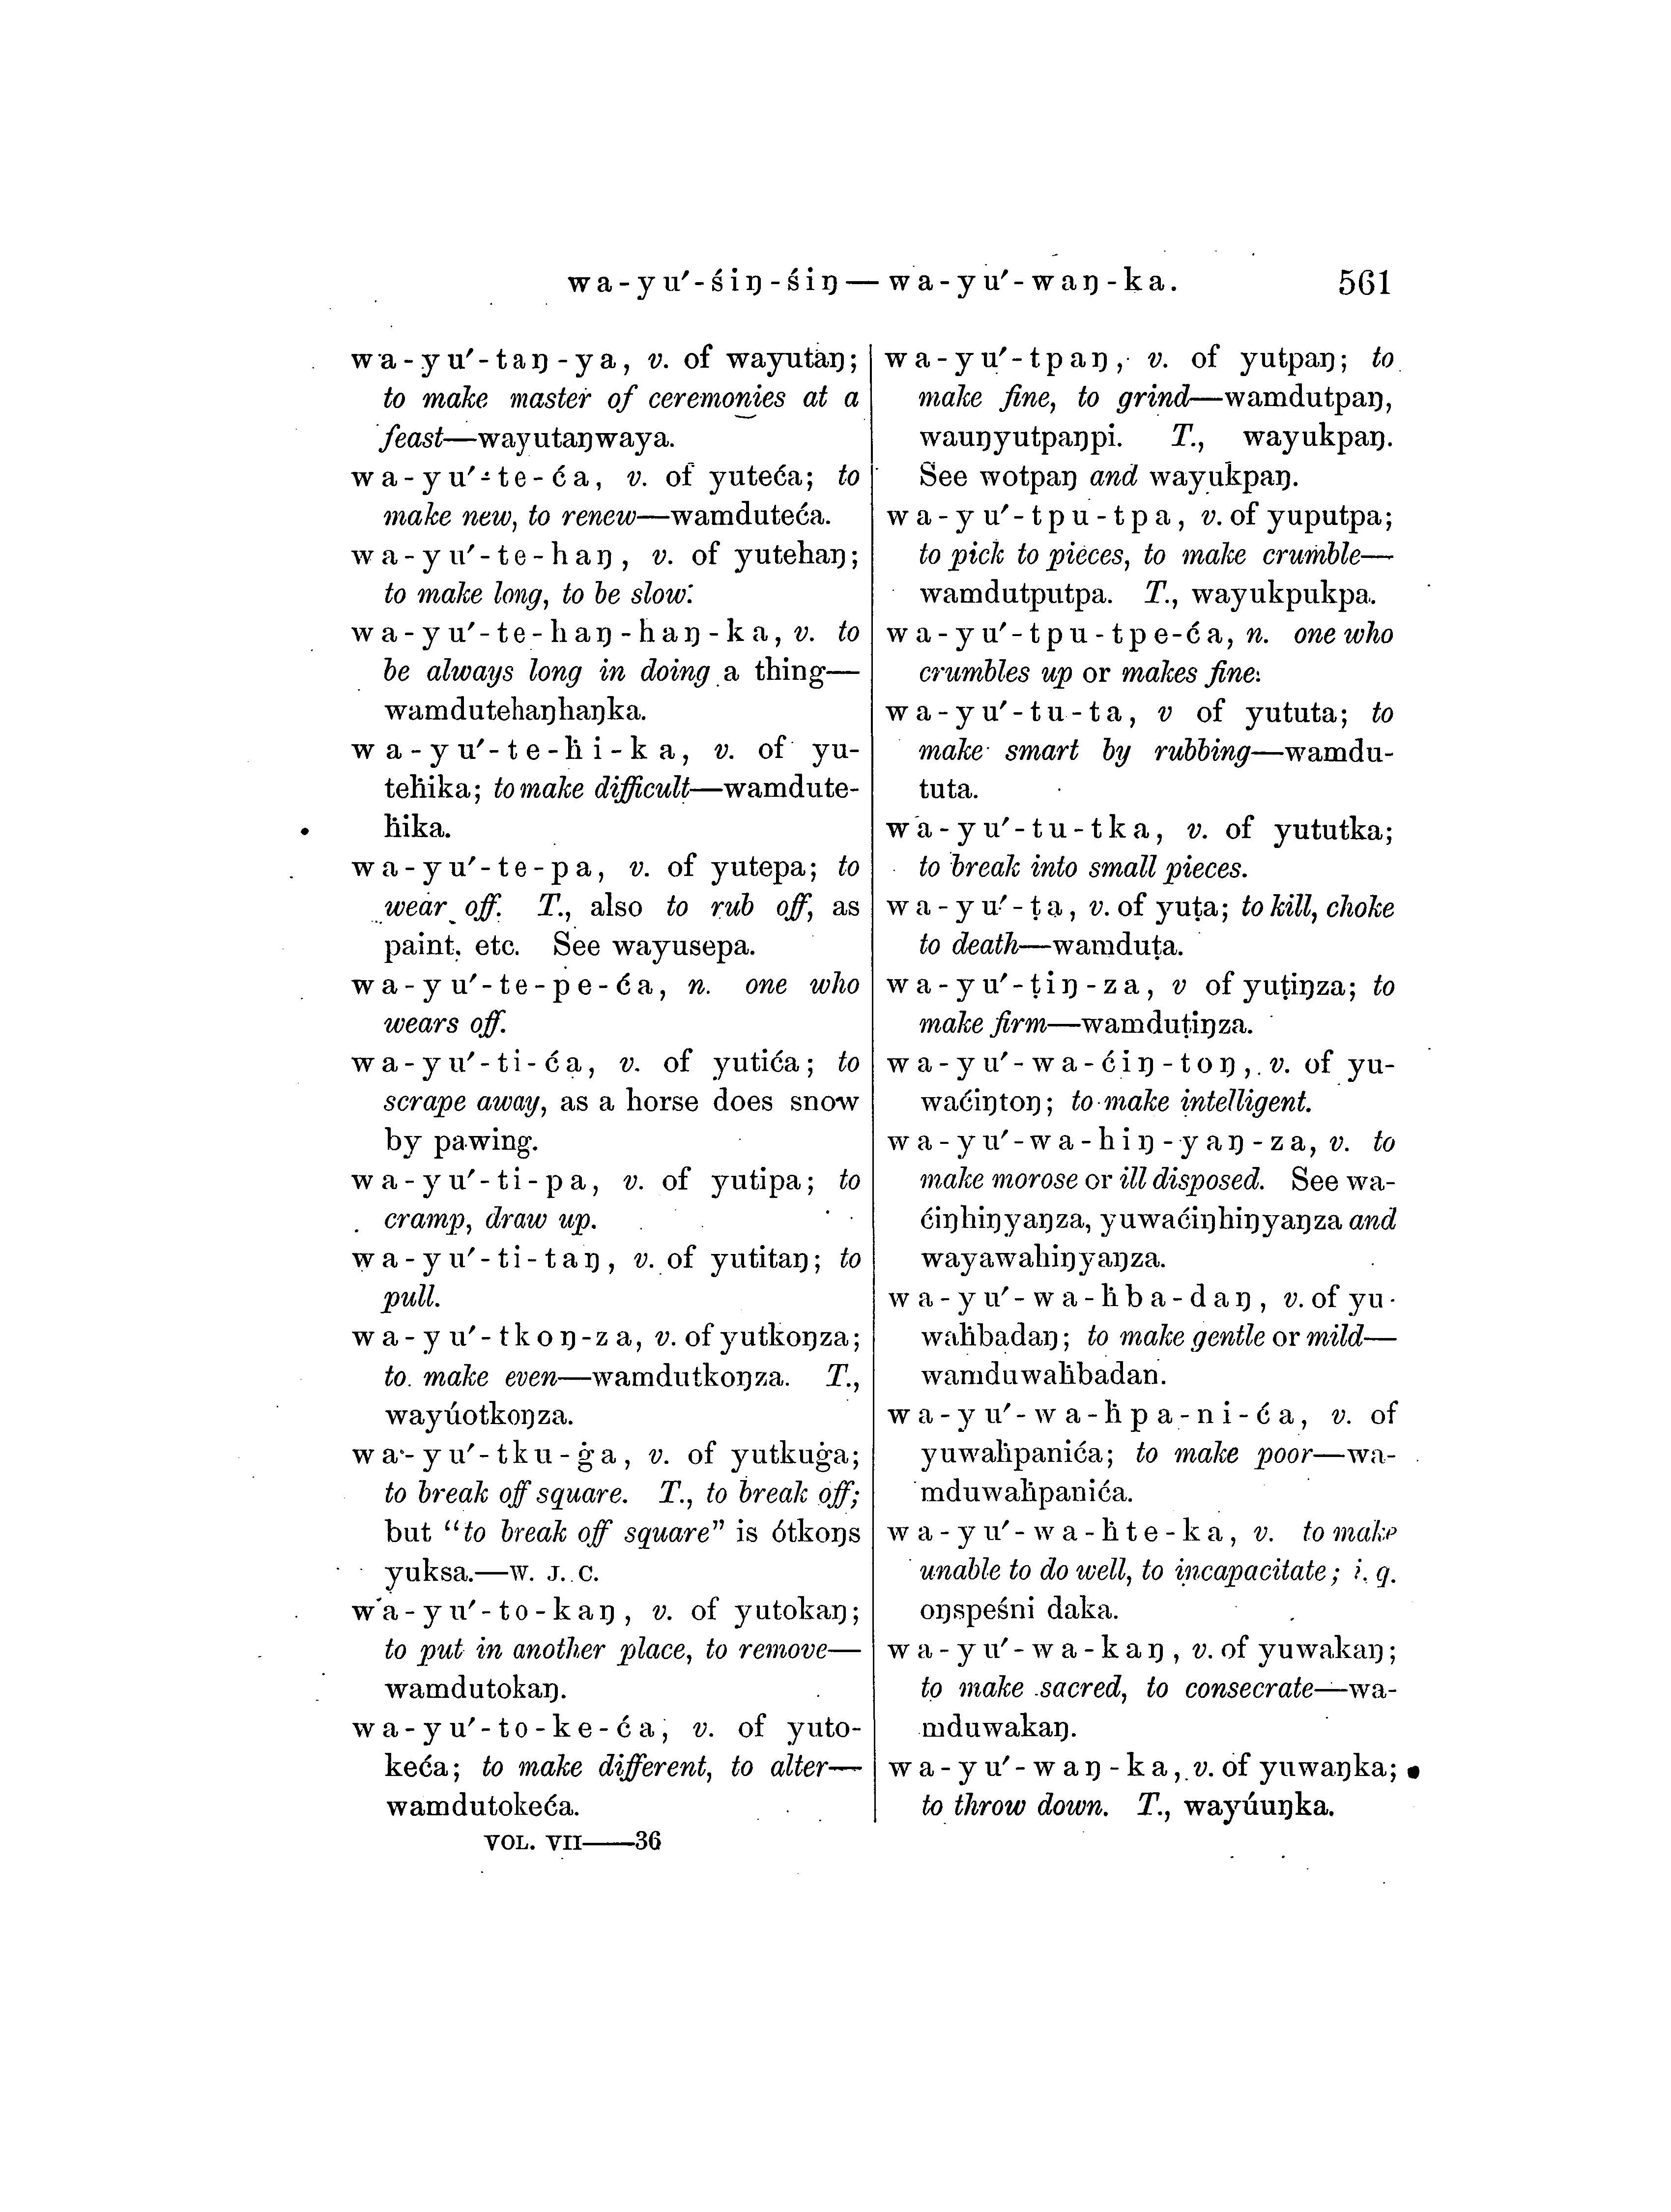 wa-yu′-śiŋ-śiŋ—wa-yu′-waŋ-ka. 561
wa-yu′-taŋ-ya, v. of wayutaŋ;
to make master of ceremonies at a
feast—wayutaŋwaya.
wa-yu′-te-ća, v. of yuteća; to
make new, to renew—wamduteća.
wa-yu′-te-haŋ, v. of yutehaŋ;
to make long, to be slow.
wa-yu′-te-haŋ-haŋ-ka, v. to
be always long in doing a thing—
wamdutehaŋhaŋka.
wa-yu′-te-ḣi-ka, v. of yu-
teḣika; to make difficult—wamdute-
ḣika.
wa-yu′-te-pa, v. of yutepa; to
wear off. T., also to rub off, as
paint, etc. See wayusepa.
wa-yu′-te-pe-ća, n. one who
wears off.
wa-yu′-ti-ća, v. of yutića; to
scrape away, as a horse does snow
by pawing.
wa-yu′-ti-pa, v. of yutipa; to
cramp, draw up.
wa-yu′-ti-taŋ, v. of yutitaŋ; to
pull.
wa-yu′-tkoŋ-za, v. of yutkoŋza;
to make even—wamdutkoŋza. T.,
wayúotkoŋza.
wa-yu′-tku-ġa, v. of yutkuġa;
to break off square. T., to break off;
but “to break off square” is ótkoŋs
yuksa.—W. J. C.
wa-yu′-to-kaŋ, v. of yutokaŋ;
to put in another place, to remove—
wamdutokaŋ.
wa-yu′-to-ke-ća, v. of yuto-
keća; to make different, to alter—
wamdutokeća.
VOL. VII——36
wa-yu′-tpaŋ, v. of yutpaŋ; to
make fine, to grind—wamdutpaŋ,
wauŋyutpaŋpi. T., wayukpaŋ.
See wotpaŋ and wayukpaŋ.
wa-yu′-tpu-tpa, v. of yuputpa;
to pick to pieces, to make crumble—
wamdutputpa. T., wayukpukpa.
wa-yu′-tpu-tpe-ća, n. one who
crumbles up or makes fine.
wa-yu′-tu-ta, v of yututa; to
make smart by rubbing—wamdu-
tuta.
wa-yu′-tu-tka, v. of yututka;
to break into small pieces.
wa-yu′-ṭa, v. of yuṭa; to kill, choke
to death—wamduṭa.
wa-yu′-ṭiŋ-za, v of yuṭiŋza; to
make firm—wamduṭiŋza.
wa-yu′-wa-ćiŋ-toŋ, v. of yu-
waćiŋtoŋ; to make intelligent.
wa-yu′-wa-hiŋ-yaŋ-za, v. to
make morose or ill disposed. See wa-
ćiŋhiŋyaŋza, yuwaćiŋhiŋyaŋza and
wayawahiŋyaŋza.
wa-yu′-wa-ḣba-daŋ, v. of yu-
waḣbadaŋ; to make gentle or mild—
wamduwaḣbadan.
wa-yu′-wa-ḣpa-ni-ća, v. of
yuwaḣpanića; to make poor—wa-
mduwaḣpanića.
wa-yu′-wa-ḣte-ka, v. to make
unable to do well, to incapacitate; i. q.
oŋspeśni daka.
wa-yu′-wa-kaŋ, v. of yuwakaŋ;
to make sacred, to consecrate—wa-
mduwakaŋ.
wa-yu′-waŋ-ka, v. of yuwaŋka;
to throw down. T., wayúuŋka.